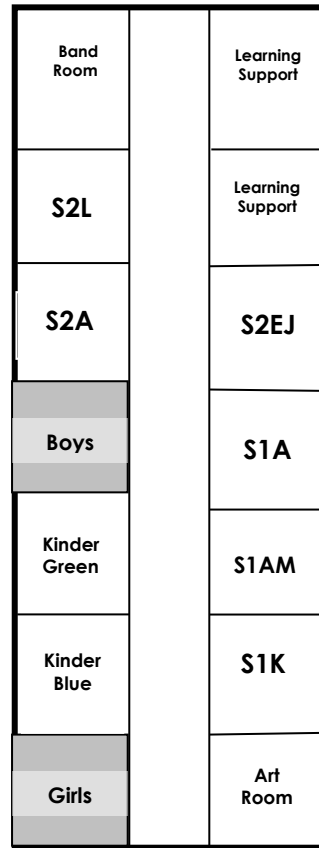 Band
Room
Learning
Support
S2L
Learning
Support
S2A
S2EJ
Boys
S1A
Kinder
Green
S1AM
Kinder
Blue
S1K
Girls
Art
Room